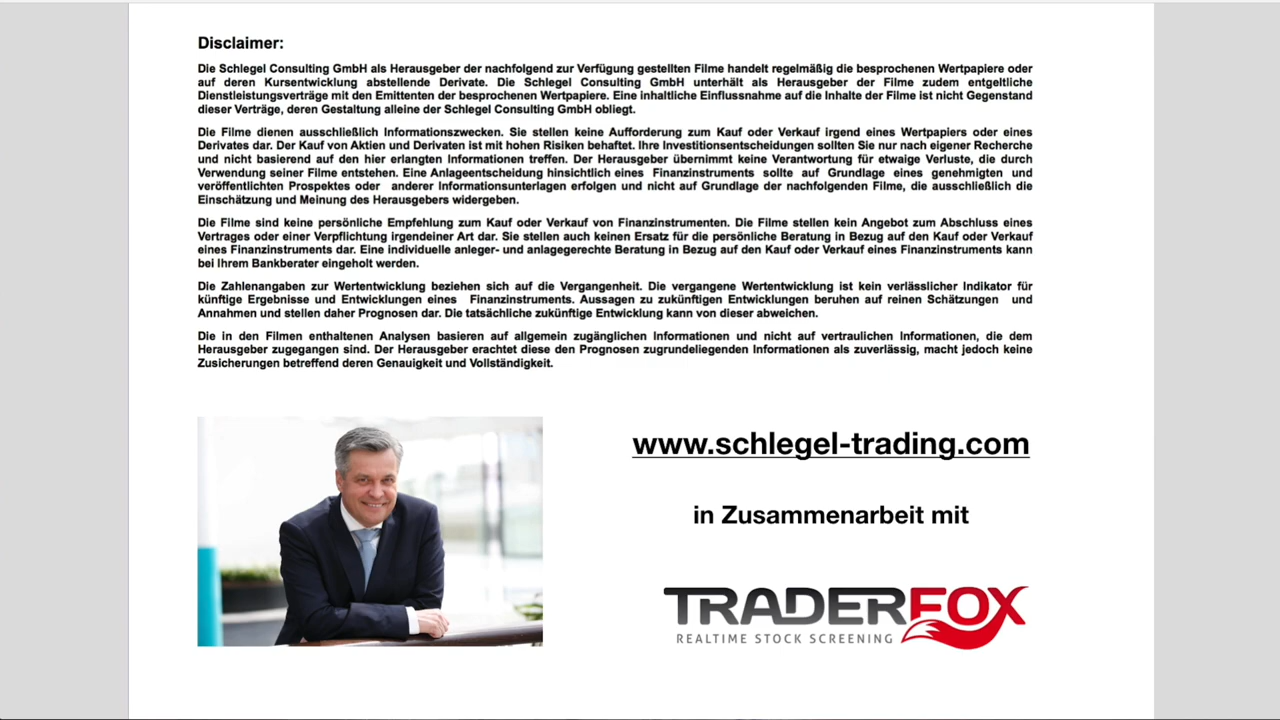 Disclaimer:
Die Schlegel Consulting GmbH als Herausgeber der nachfolgend zur Verfügung gestellten Filme handelt regelmäßig die besprochenen Wertpapiere oder
auf deren Kursentwicklung abstellende Derivate. Die Schlegel Consulting GmbH unterhält als Herausgeber der Filme zudem entgeltliche
Dienstleistungsverträge mit den Emittenten der besprochenen Wertpapiere. Eine inhaltliche Einflussnahme auf die Inhalte der Filme ist nicht Gegenstand
dieser Verträge, deren Gestaltung alleine der Schlegel Consulting GmbH obliegt.
Die Filme dienen ausschließlich Informationszwecken. Sie stellen keine Aufforderung zum Kauf oder Verkauf irgend eines Wertpapiers oder eines
Derivates dar. Der Kauf von Aktien und Derivaten ist mit hohen Risiken behaftet. Ihre Investitionsentscheidungen sollten Sie nur nach eigener Recherche
und nicht basierend auf den hier erlangten Informationen treffen. Der Herausgeber übernimmt keine Verantwortung für etwaige Verluste, die durch
Verwendung seiner Filme entstehen. Eine Anlageentscheidung hinsichtlich eines Finanzinstruments sollte auf Grundlage eines genehmigten und
veröffentlichten Prospektes oder anderer Informationsunterlagen erfolgen und nicht auf Grundlage der nachfolgenden Filme, die ausschließlich die
Einschätzung und Meinung des Herausgebers widergeben.
Die Filme sind keine persönliche Empfehlung zum Kauf oder Verkauf von Finanzinstrumenten. Die Filme stellen kein Angebot zum Abschluss eines
Vertrages oder einer Verpflichtung irgendeiner Art dar. Sie stellen auch keinen Ersatz für die persönliche Beratung in Bezug auf den Kauf oder Verkauf
eines Finanzinstruments dar. Eine individuelle anleger- und anlagegerechte Beratung in Bezug auf den Kauf oder Verkauf eines Finanzinstruments kann
bei Ihrem Bankberater eingeholt werden.
Die Zahlenangaben zur Wertentwicklung beziehen sich auf die Vergangenheit. Die vergangene Wertentwicklung ist kein verlässlicher Indikator für
künftige Ergebnisse und Entwicklungen eines Finanzinstruments. Aussagen zu zukünftigen Entwicklungen beruhen auf reinen Schätzungen und
Annahmen und stellen daher Prognosen dar. Die tatsächliche zukünftige Entwicklung kann von dieser abweichen.
Die in den Filmen enthaltenen Analysen basieren auf allgemein zugänglichen Informationen und nicht auf vertraulichen Informationen, die dem
Herausgeber zugegangen sind. Der Herausgeber erachtet diese den Prognosen zugrundeliegenden Informationen als zuverlässig, macht jedoch keine
Zusicherungen betreffend deren Genauigkeit und Vollständigkeit.
www.schlegel-trading.com
in Zusammenarbeit mit
TRADERFOX
REALTIME STOCK SCREENING